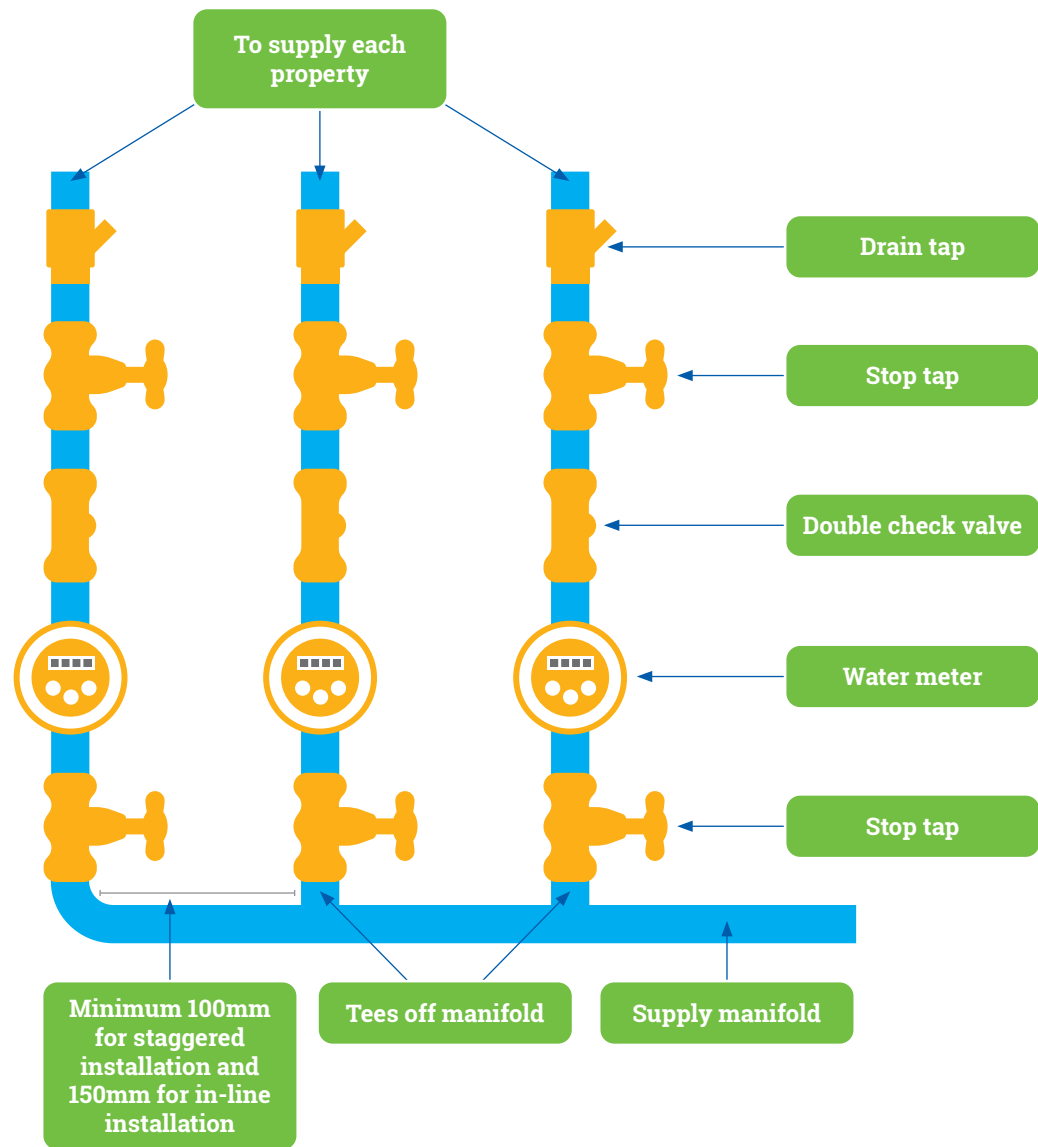 To supply each
property
Drain tap
Stop tap
Double check valve
Water meter
Stop tap
Minimum 100mm
for staggered
installation and
150mm for in-line
installation
Tees off manifold
Supply manifold